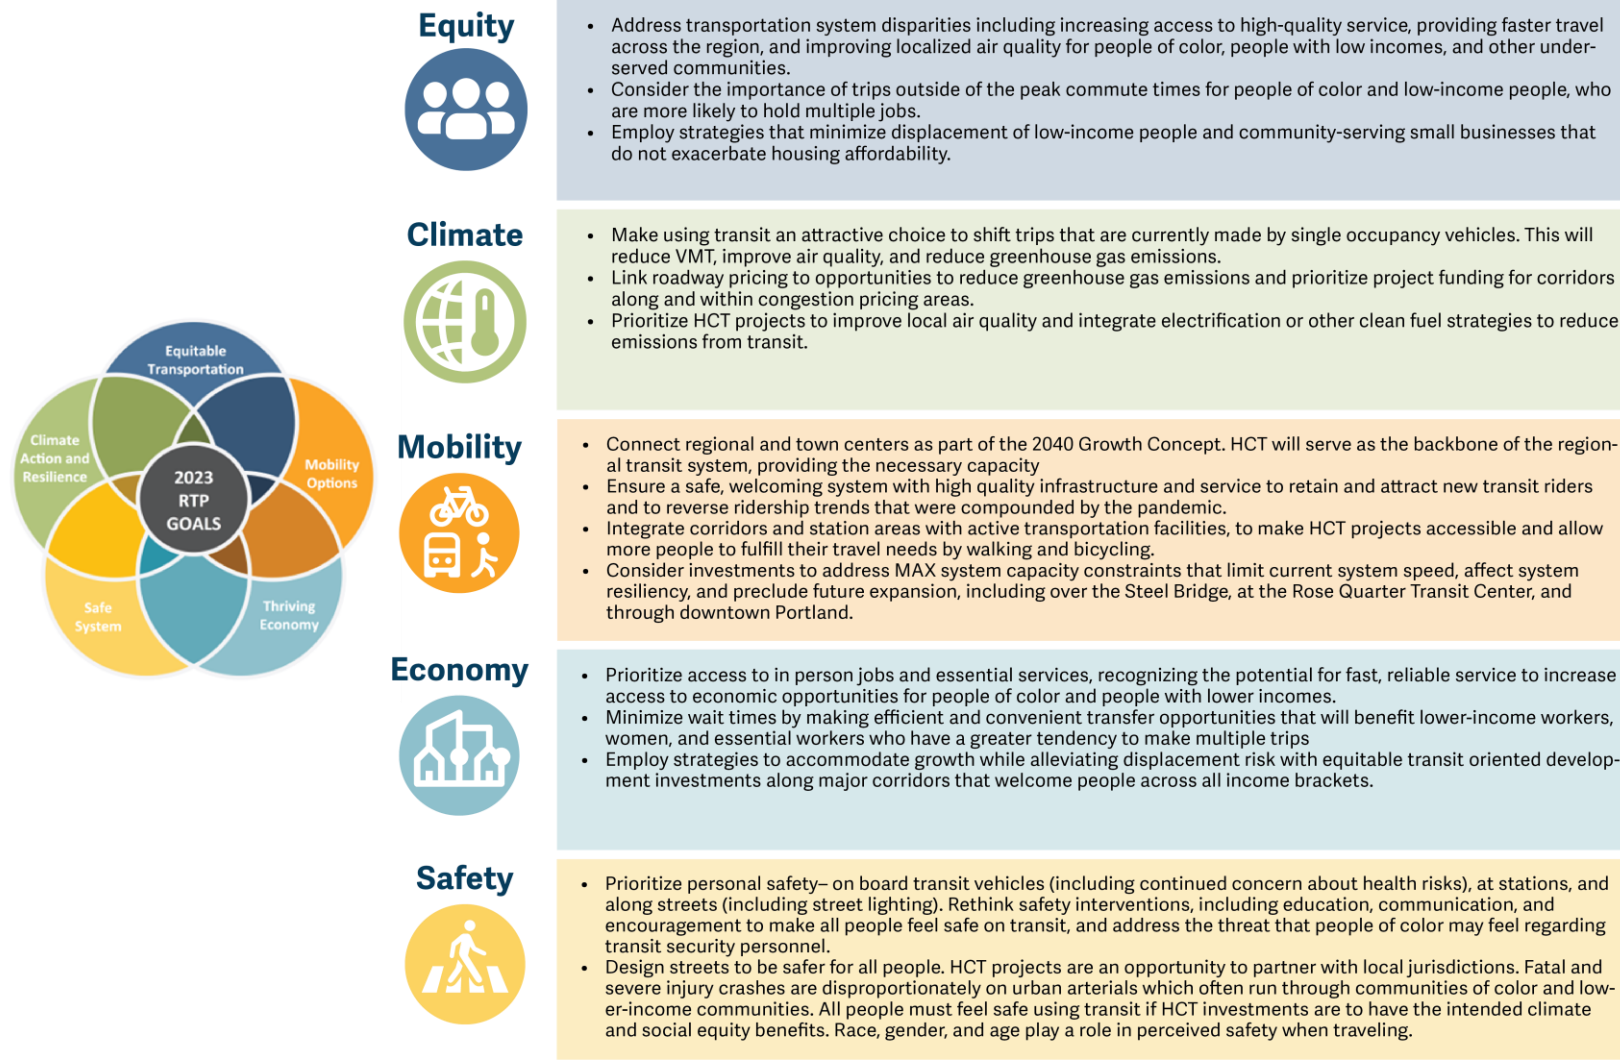 Equitable
Transportation
Climate
Action and
Resilience
Mobility
Options
2023
RTP
GOALS
Safe
System
Thriving
Economy
Equity
• Address transportation system disparities including increasing access to high-quality service, providing faster travel
across the region, and improving localized air quality for people of color, people with low incomes, and other under-
served communities.
• Consider the importance of trips outside of the peak commute times for people of color and low-income people, who
are more likely to hold multiple jobs.
• Employ strategies that minimize displacement of low-income people and community-serving small businesses that
do not exacerbate housing affordability.
Climate
• Make using transit an attractive choice to shift trips that are currently made by single occupancy vehicles. This will
reduce VMT, improve air quality, and reduce greenhouse gas emissions.
• Link roadway pricing to opportunities to reduce greenhouse gas emissions and prioritize project funding for corridors
along and within congestion pricing areas.
• Prioritize HCT projects to improve local air quality and integrate electrification or other clean fuel strategies to reduce
emissions from transit.
Mobility
• Connect regional and town centers as part of the 2040 Growth Concept. HCT will serve as the backbone of the region-
al transit system, providing the necessary capacity
• Ensure a safe, welcoming system with high quality infrastructure and service to retain and attract new transit riders
and to reverse ridership trends that were compounded by the pandemic.
• Integrate corridors and station areas with active transportation facilities, to make HCT projects accessible and allow
more people to fulfill their travel needs by walking and bicycling.
• Consider investments to address MAX system capacity constraints that limit current system speed, affect system
resiliency, and preclude future expansion, including over the Steel Bridge, at the Rose Quarter Transit Center, and
through downtown Portland.
Economy
• Prioritize access to in person jobs and essential services, recognizing the potential for fast, reliable service to increase
access to economic opportunities for people of color and people with lower incomes.
• Minimize wait times by making efficient and convenient transfer opportunities that will benefit lower-income workers,
women, and essential workers who have a greater tendency to make multiple trips
• Employ strategies to accommodate growth while alleviating displacement risk with equitable transit oriented develop-
ment investments along major corridors that welcome people across all income brackets.
Safety
• Prioritize personal safety– on board transit vehicles (including continued concern about health risks), at stations, and
along streets (including street lighting). Rethink safety interventions, including education, communication, and
encouragement to make all people feel safe on transit, and address the threat that people of color may feel regarding
transit security personnel.
• Design streets to be safer for all people. HCT projects are an opportunity to partner with local jurisdictions. Fatal and
severe injury crashes are disproportionately on urban arterials which often run through communities of color and low-
er-income communities. All people must feel safe using transit if HCT investments are to have the intended climate
and social equity benefits. Race, gender, and age play a role in perceived safety when traveling.